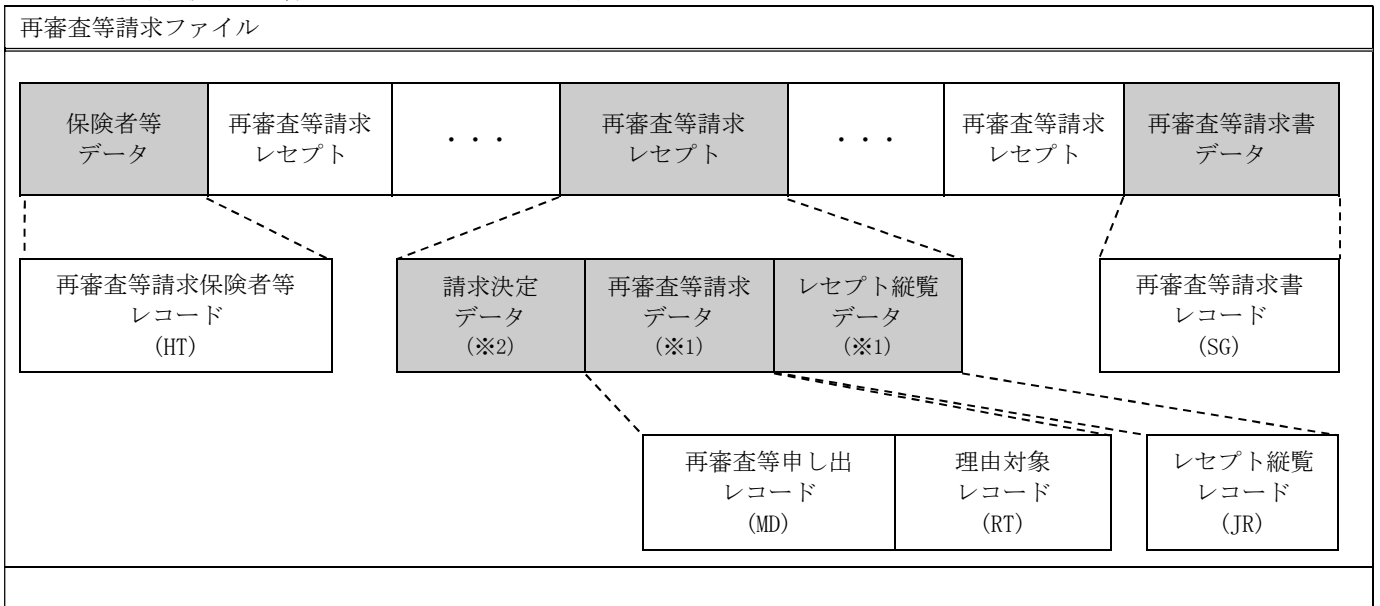 再審査等請求ファイル
保険者等
データ
再審査等請求
レセプト
・・・
再審査等請求
レセプト
・・・
再審査等請求
レセプト
再審査等請求書
データ
再審査等請求保険者等
レコード
(HT)
請求決定
データ
(※2)
再審査等請求
データ
(※1)
レセプト縦覧
データ
(※1)
再審査等請求書
レコード
(SG)
再審査等申し出
レコード
(MD)
理由対象
レコード
(RT)
レセプト縦覧
レコード
(JR)